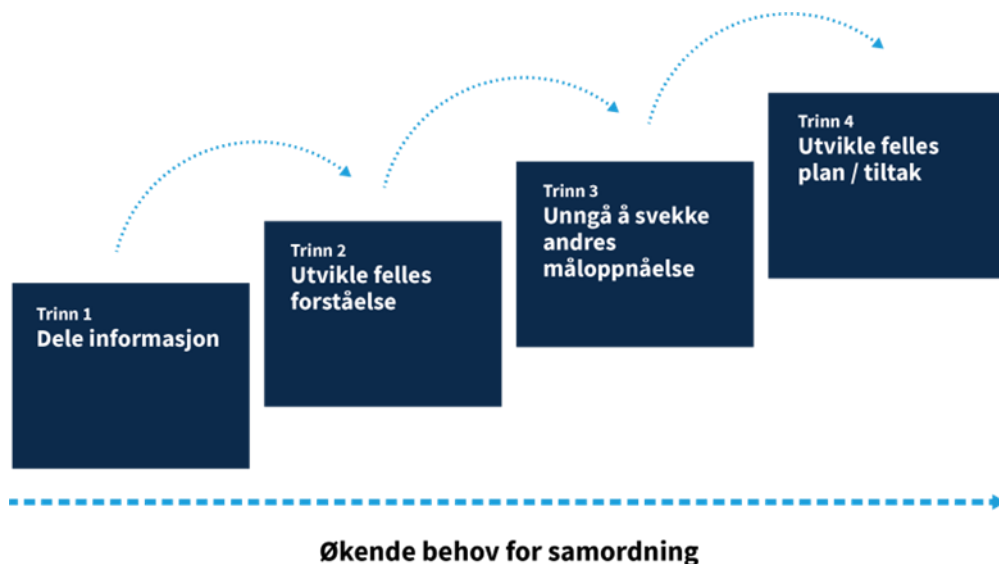 Trinn 1
Dele informasjon
Trinn 2
Utvikle felles
forståelse
Trinn 3
Unngå å svekke
andres
måloppnåelse
Trinn 4
Utvikle felles
plan / tiltak
Økende behov for samordning